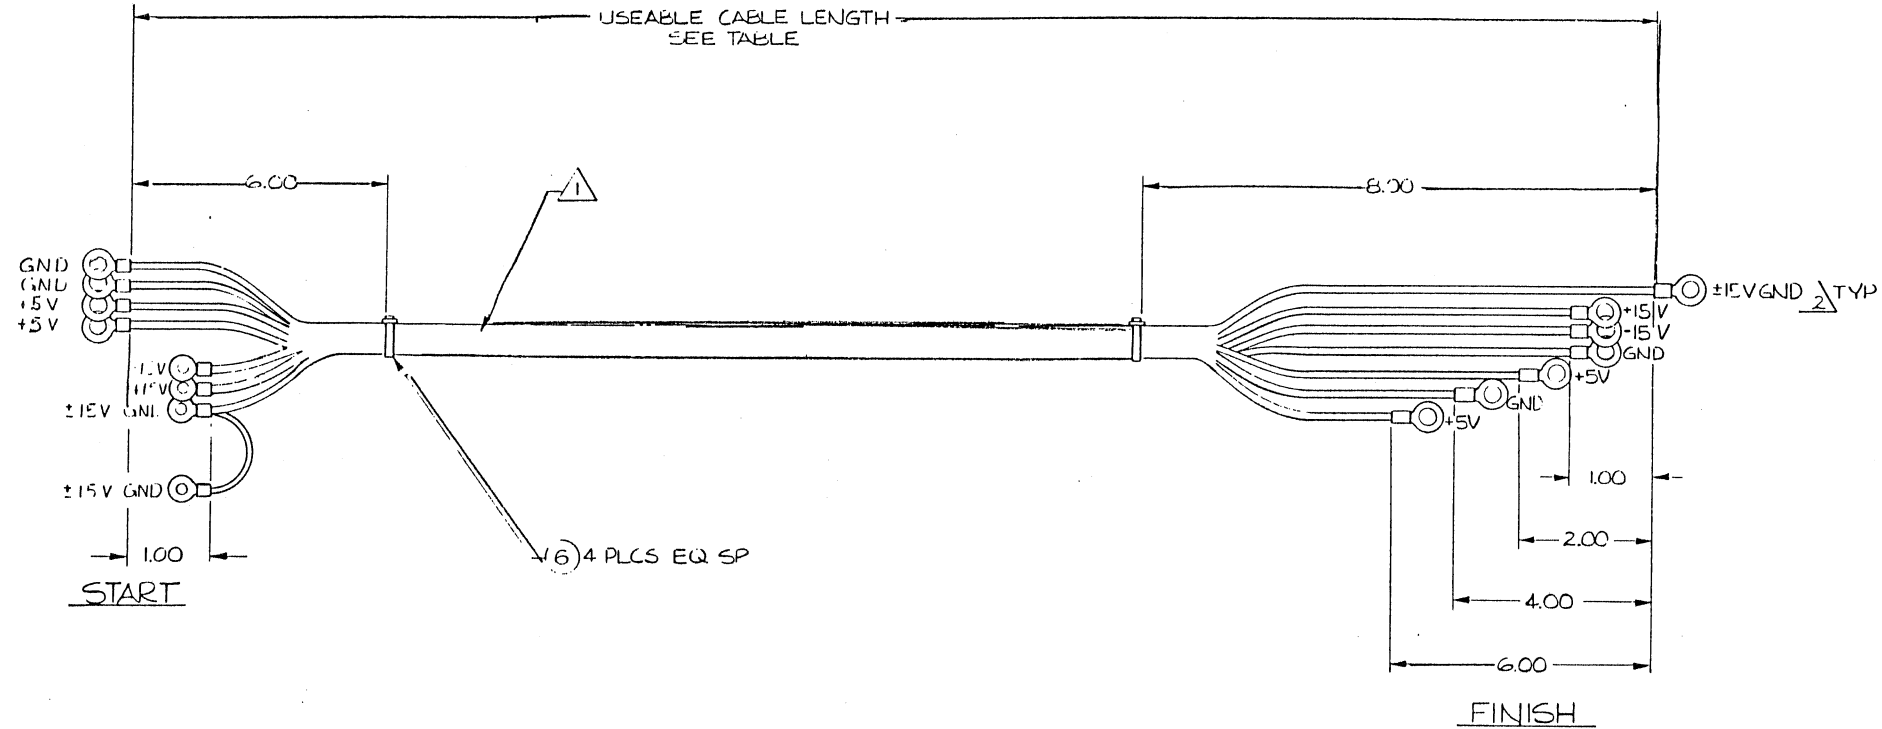 USEABLE CABLE LENGTH
SEE TABLE
6.00
1
8.00
GND
GND
+5V
+5V
-15V
+15V
±15V GND
±15V GND
1.00
START
6 4 PLCS EQ SP
±15V GND 2 TYP
+15V
-15V
GND
+5V
GND
+5V
1.00
2.00
4.00
6.00
FINISH